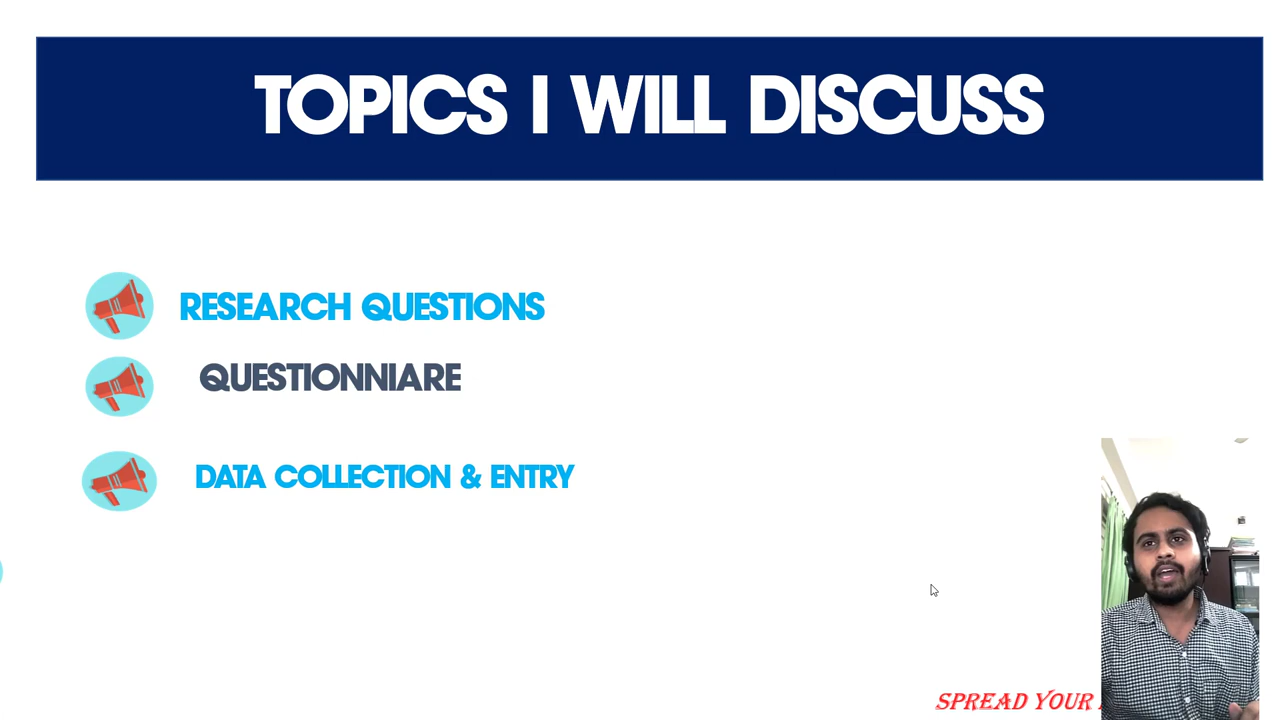 TOPICS I WILL DISCUSS
RESEARCH QUESTIONS
QUESTIONNIARE
DATA COLLECTION & ENTRY
SPREAD YOUR